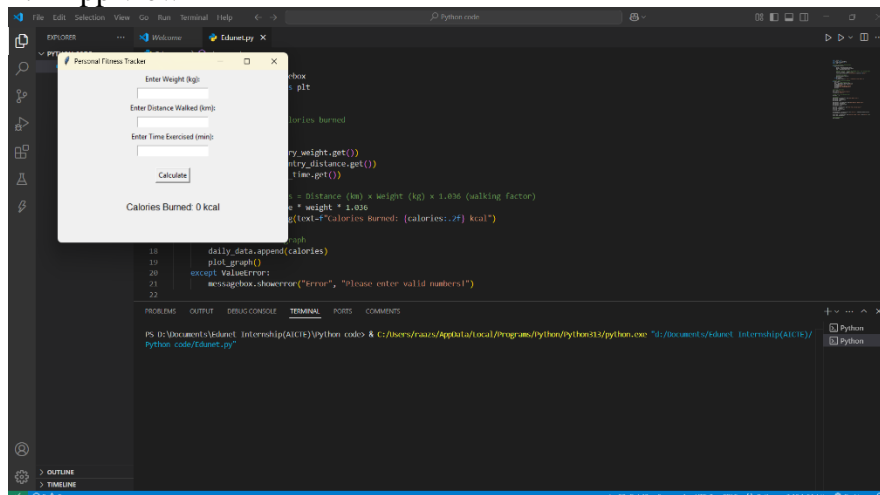 File Edit Selection View Go Run Terminal Help
Python code
EXPLORER
Welcome
Edunet.py
Personal Fitness Tracker
Enter Weight (kg):
Enter Distance Walked (km):
Enter Time Exercised (min):
Calculate
Calories Burned: 0 kcal
s plt
alories burned
ry_weight.get())
ntry_distance.get())
_time.get())
s = Distance (km) x Weight (kg) x 1.036 (walking factor)
e * weight * 1.036
g(text=f"Calories Burned: {calories:.2f} kcal")
raph
18 daily_data.append(calories)
19 plot_graph()
20 except ValueError:
21 messagebox.showerror("Error", "Please enter valid numbers!")
22
PROBLEMS OUTPUT DEBUG CONSOLE TERMINAL PORTS COMMENTS
Python
Python
PS D:\Documents\Edunet Internship(AICTE)\Python code> & C:/Users/raazs/AppData/Local/Programs/Python/Python313/python.exe "d:/Documents/Edunet Internship(AICTE)/
Python code/Edunet.py"
OUTLINE
TIMELINE